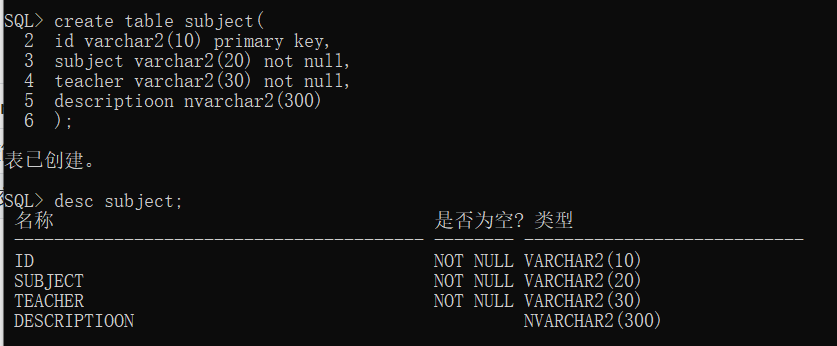 SQL> create table subject(
2 id varchar2(10) primary key,
3 subject varchar2(20) not null,
4 teacher varchar2(30) not null,
5 descriptioon nvarchar2(300)
6 );
表已创建。
SQL> desc subject;
名称 是否为空? 类型
----------------------------------------- -------- ----------------------------
ID NOT NULL VARCHAR2(10)
SUBJECT NOT NULL VARCHAR2(20)
TEACHER NOT NULL VARCHAR2(30)
DESCRIPTIOON NVARCHAR2(300)